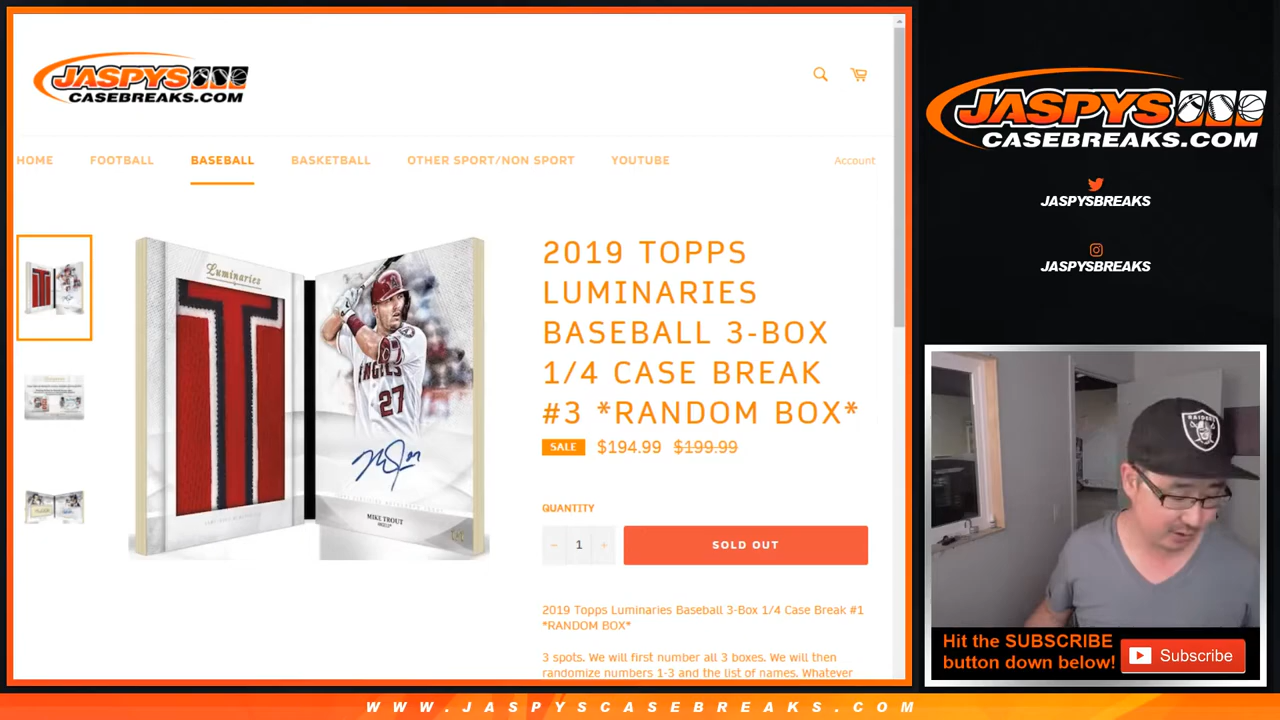 JASPYS
CASEBREAKS.COM
HOME FOOTBALL BASEBALL BASKETBALL OTHER SPORT/NON SPORT YOUTUBE Account
Luminaries
ANGELS
27
MIKE TROUT
2019 TOPPS
LUMINARIES
BASEBALL 3-BOX
1/4 CASE BREAK
#3 *RANDOM BOX*
SALE $194.99 $199.99
QUANTITY
− 1 +
SOLD OUT
2019 Topps Luminaries Baseball 3-Box 1/4 Case Break #1
*RANDOM BOX*
3 spots. We will first number all 3 boxes. We will then
randomize numbers 1-3 and the list of names. Whatever
JASPYS
CASEBREAKS.COM
JASPYSBREAKS
JASPYSBREAKS
RAIDERS
Hit the SUBSCRIBE
button down below!
Subscribe
WWW.JASPYSCASEBREAKS.COM